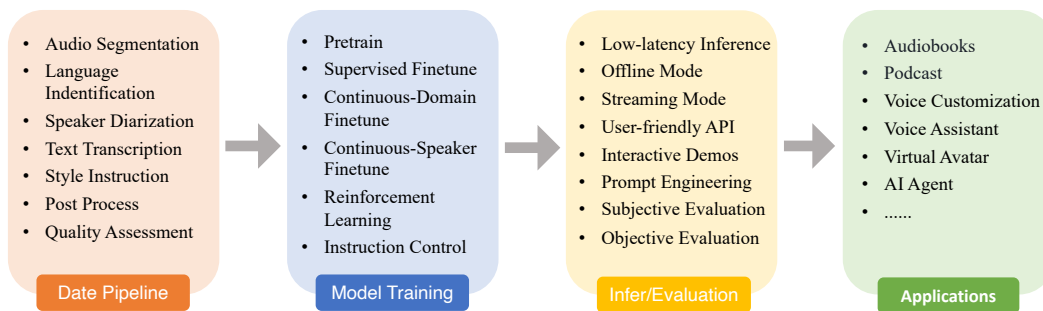 • Audio Segmentation
• Language
Indentification
• Speaker Diarization
• Text Transcription
• Style Instruction
• Post Process
• Quality Assessment
Date Pipeline
• Pretrain
• Supervised Finetune
• Continuous-Domain
Finetune
• Continuous-Speaker
Finetune
• Reinforcement
Learning
• Instruction Control
Model Training
• Low-latency Inference
• Offline Mode
• Streaming Mode
• User-friendly API
• Interactive Demos
• Prompt Engineering
• Subjective Evaluation
• Objective Evaluation
Infer/Evaluation
• Audiobooks
• Podcast
• Voice Customization
• Voice Assistant
• Virtual Avatar
• AI Agent
• ......
Applications